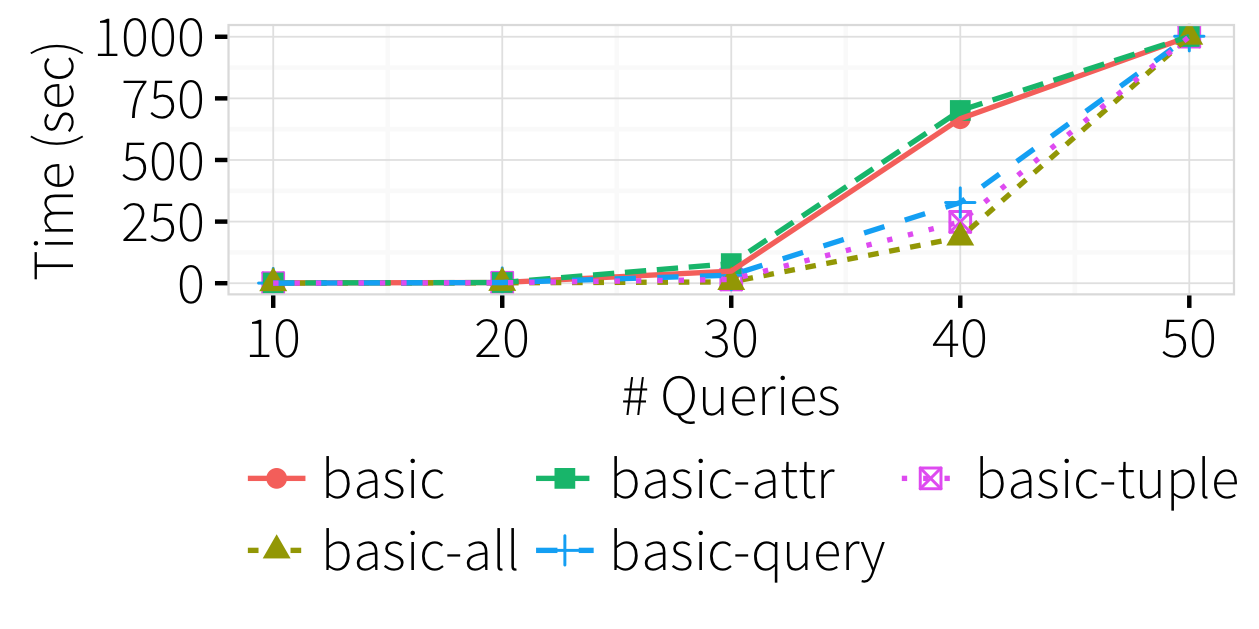 Time (sec)
1000
750
500
250
0
10 20 30 40 50
# Queries
basic basic-attr basic-tuple
basic-all basic-query